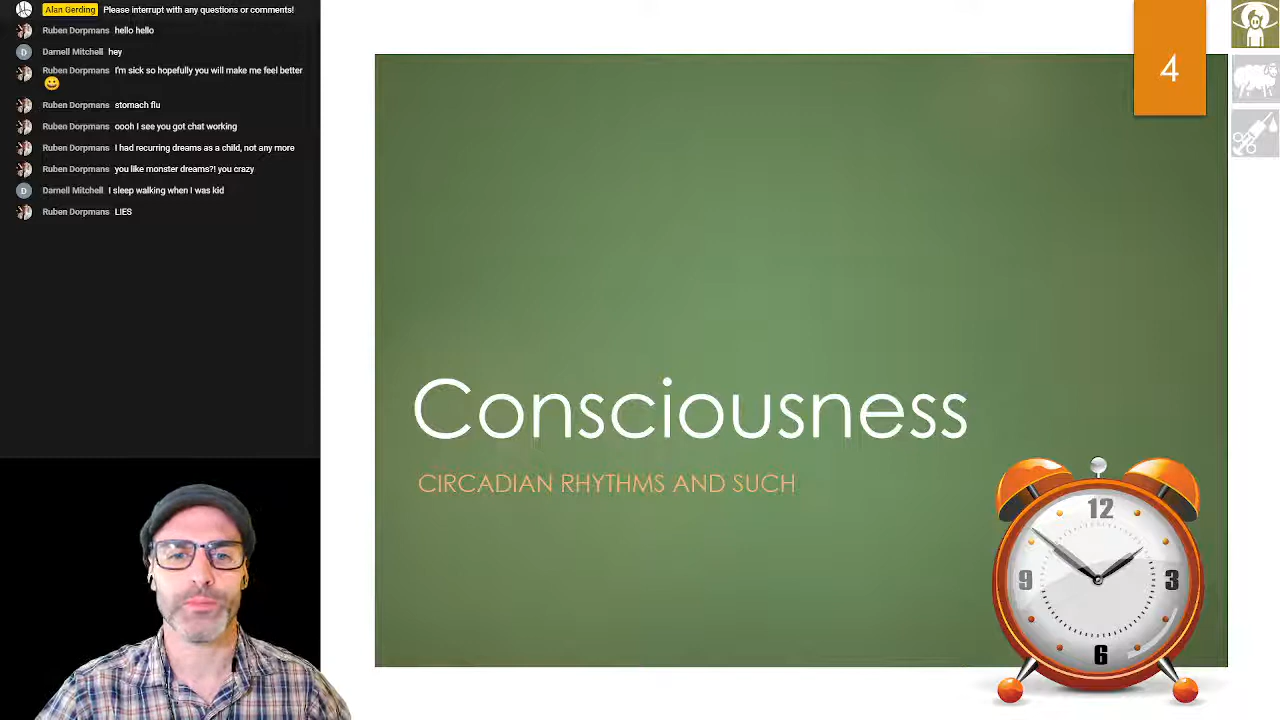 Alan Gerding Please interrupt with any questions or comments!
Ruben Dorpmans hello hello
Darnell Mitchell hey
Ruben Dorpmans I'm sick so hopefully you will make me feel better
😀
Ruben Dorpmans stomach flu
Ruben Dorpmans oooh I see you got chat working
Ruben Dorpmans I had recurring dreams as a child, not any more
Ruben Dorpmans you like monster dreams?! you crazy
D Darnell Mitchell I sleep walking when I was kid
Ruben Dorpmans LIES
4
Consciousness
CIRCADIAN RHYTHMS AND SUCH
12
9 3
6